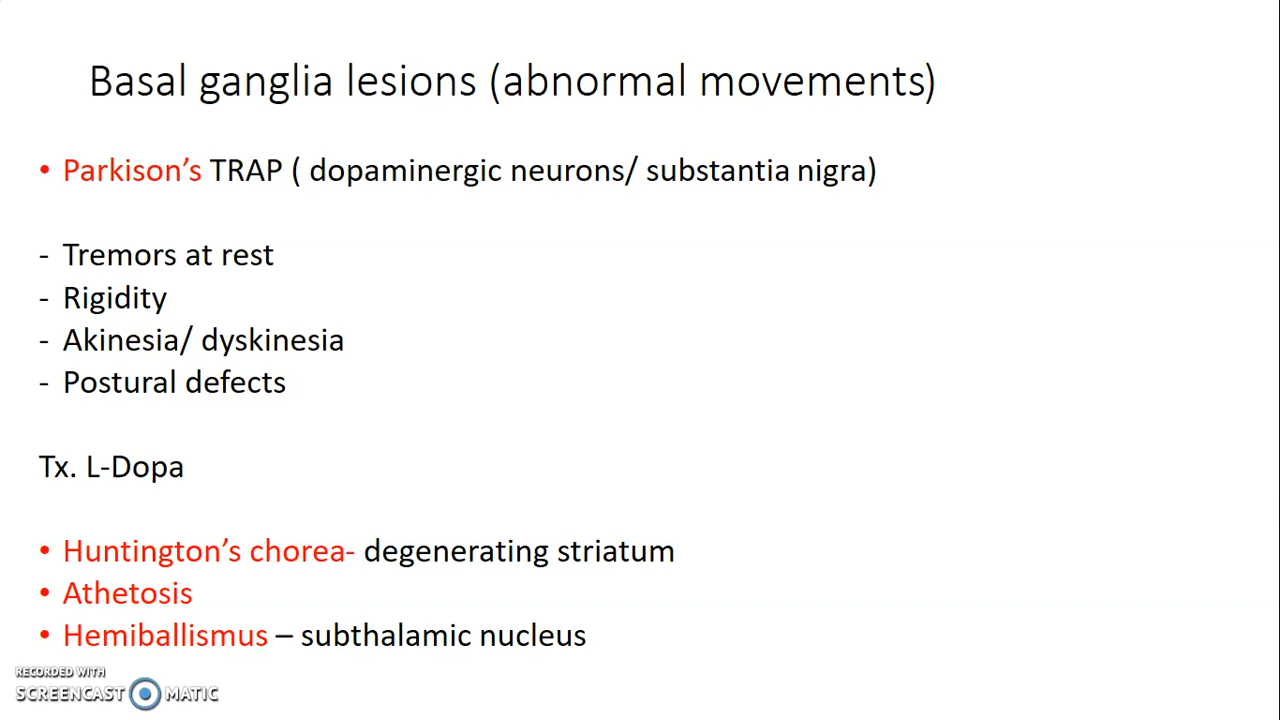 Basal ganglia lesions (abnormal movements)
• Parkison’s TRAP ( dopaminergic neurons/ substantia nigra)
- Tremors at rest
- Rigidity
- Akinesia/ dyskinesia
- Postural defects
Tx. L-Dopa
• Huntington’s chorea- degenerating striatum
• Athetosis
• Hemiballismus – subthalamic nucleus
RECORDED WITH
SCREENCAST MATIC